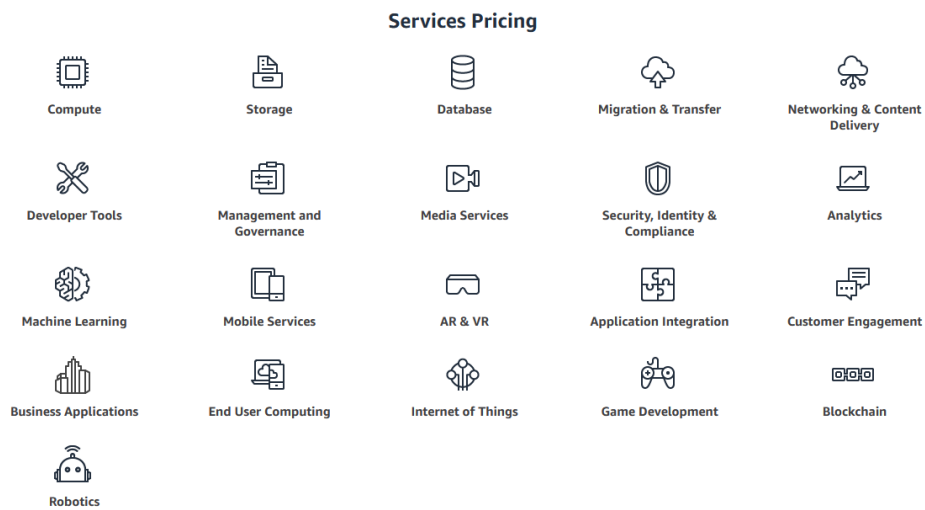 Services Pricing
Compute
Storage
Database
Migration & Transfer
Networking & Content
Delivery
Developer Tools
Management and
Governance
Media Services
Security, Identity &
Compliance
Analytics
Machine Learning
Mobile Services
AR & VR
Application Integration
Customer Engagement
Business Applications
End User Computing
Internet of Things
Game Development
Blockchain
Robotics